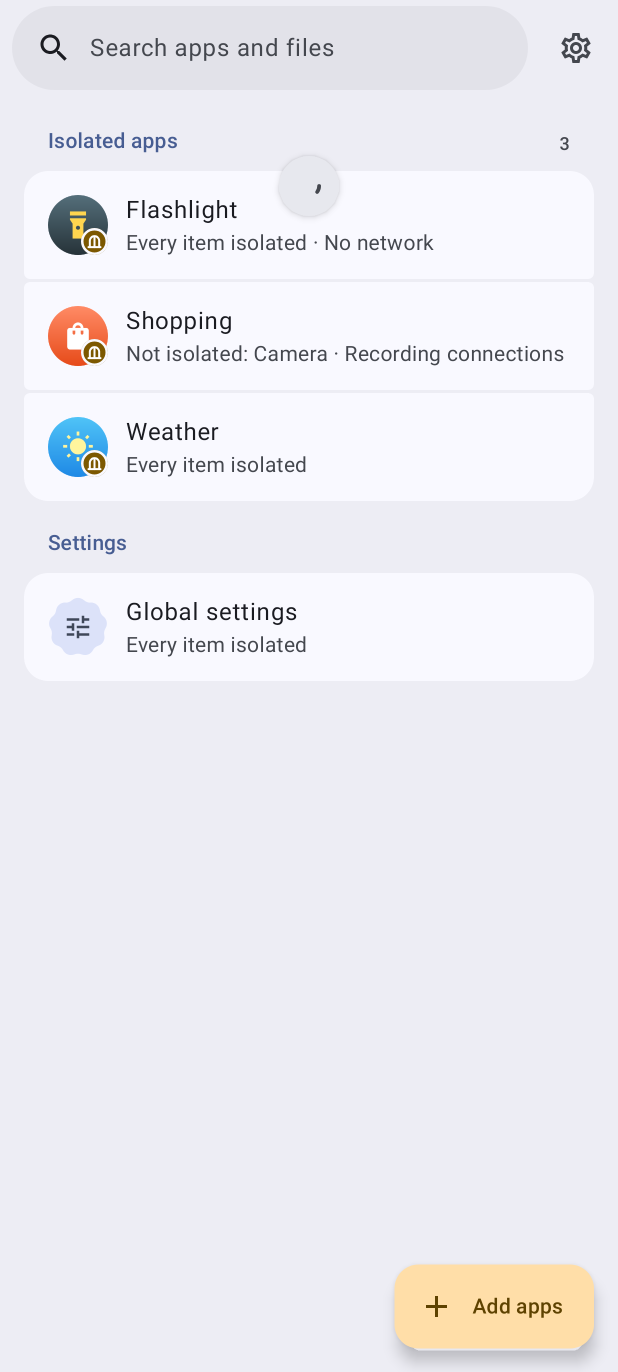 Search apps and files
Isolated apps
3
Flashlight
Every item isolated · No network
Shopping
Not isolated: Camera · Recording connections
Weather
Every item isolated
Settings
Global settings
Every item isolated
Add apps